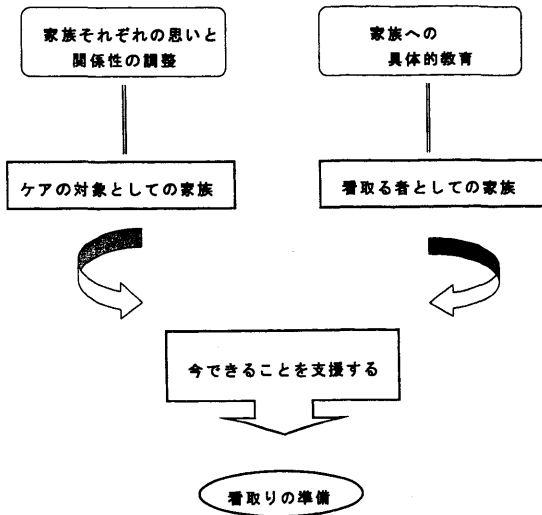 家族それぞれの思いと
関係性の調整
家族への
具体的教育
ケアの対象としての家族
看取る者としての家族
今できることを支援する
看取りの準備